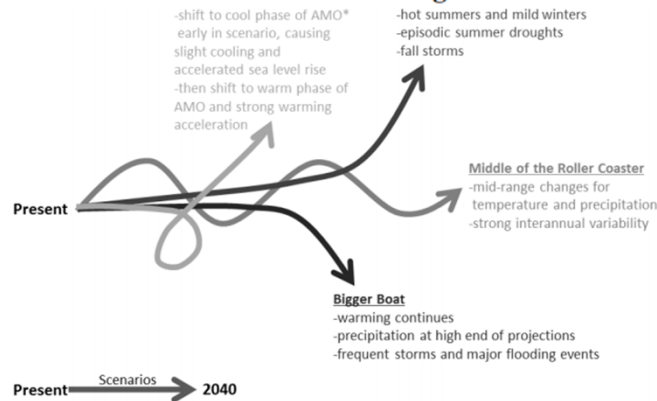 -shift to cool phase of AMO*
early in scenario, causing
slight cooling and
accelerated sea level rise
-then shift to warm phase of
AMO and strong warming
acceleration
-hot summers and mild winters
-episodic summer droughts
-fall storms
Middle of the Roller Coaster
-mid-range changes for
temperature and precipitation
-strong interannual variability
Present
Bigger Boat
-warming continues
-precipitation at high end of projections
-frequent storms and major flooding events
Scenarios
Present
2040